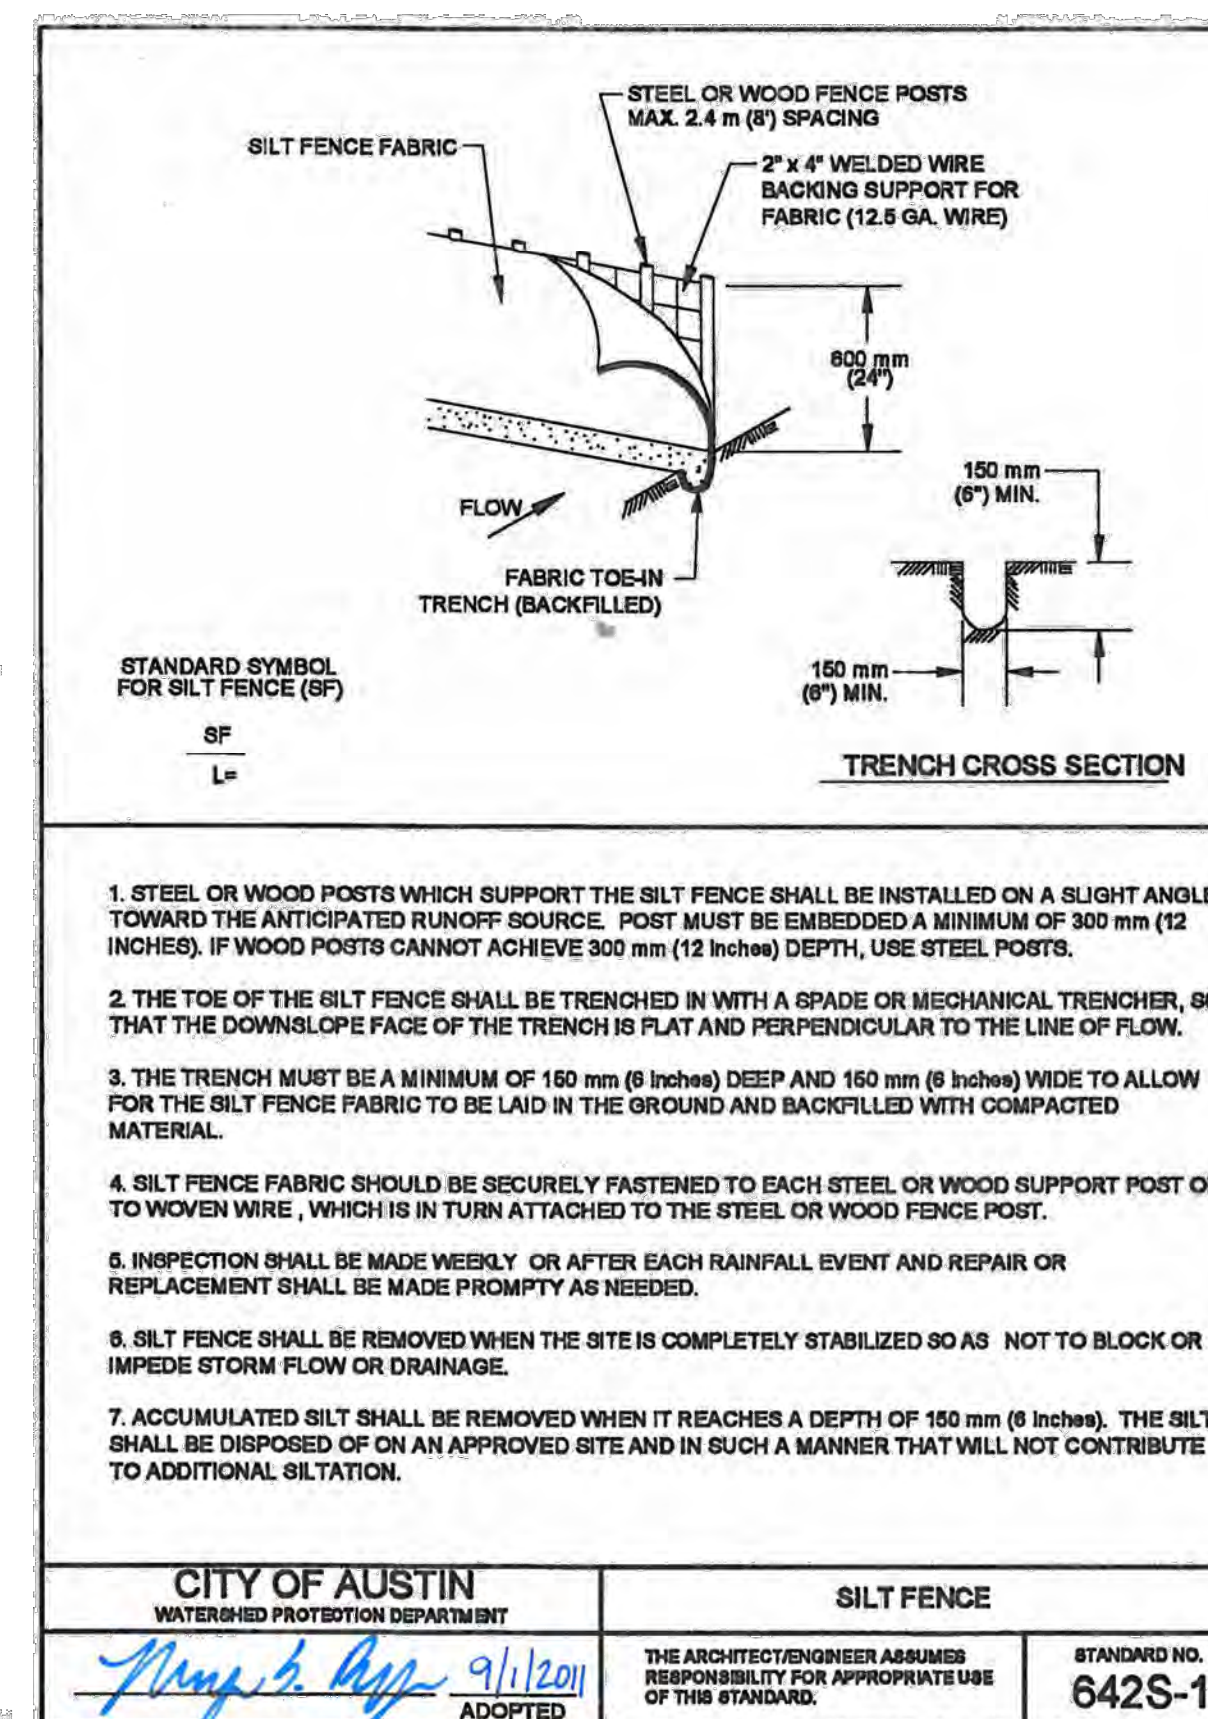 STEEL OR WOOD FENCE POSTS
MAX. 2.4 m (8') SPACING
SILT FENCE FABRIC
2" x 4" WELDED WIRE
BACKING SUPPORT FOR
FABRIC (12.5 GA. WIRE)
600 mm
(24")
150 mm
(6") MIN.
FLOW
FABRIC TOE-IN
TRENCH (BACKFILLED)
STANDARD SYMBOL
FOR SILT FENCE (SF)
150 mm
(6") MIN.
SF
L=
TRENCH CROSS SECTION
1. STEEL OR WOOD POSTS WHICH SUPPORT THE SILT FENCE SHALL BE INSTALLED ON A SLIGHT ANGLE
TOWARD THE ANTICIPATED RUNOFF SOURCE. POST MUST BE EMBEDDED A MINIMUM OF 300 mm (12
INCHES). IF WOOD POSTS CANNOT ACHIEVE 300 mm (12 Inches) DEPTH, USE STEEL POSTS.
2. THE TOE OF THE SILT FENCE SHALL BE TRENCHED IN WITH A SPADE OR MECHANICAL TRENCHER, S
THAT THE DOWNSLOPE FACE OF THE TRENCH IS FLAT AND PERPENDICULAR TO THE LINE OF FLOW.
3. THE TRENCH MUST BE A MINIMUM OF 150 mm (6 Inches) DEEP AND 150 mm (6 Inches) WIDE TO ALLOW
FOR THE SILT FENCE FABRIC TO BE LAID IN THE GROUND AND BACKFILLED WITH COMPACTED
MATERIAL.
4. SILT FENCE FABRIC SHOULD BE SECURELY FASTENED TO EACH STEEL OR WOOD SUPPORT POST O
TO WOVEN WIRE , WHICH IS IN TURN ATTACHED TO THE STEEL OR WOOD FENCE POST.
5. INSPECTION SHALL BE MADE WEEKLY OR AFTER EACH RAINFALL EVENT AND REPAIR OR
REPLACEMENT SHALL BE MADE PROMPTY AS NEEDED.
6. SILT FENCE SHALL BE REMOVED WHEN THE SITE IS COMPLETELY STABILIZED SO AS NOT TO BLOCK OR
IMPEDE STORM FLOW OR DRAINAGE.
7. ACCUMULATED SILT SHALL BE REMOVED WHEN IT REACHES A DEPTH OF 150 mm (6 Inches). THE SILT
SHALL BE DISPOSED OF ON AN APPROVED SITE AND IN SUCH A MANNER THAT WILL NOT CONTRIBUTE
TO ADDITIONAL SILTATION.
CITY OF AUSTIN
WATERSHED PROTECTION DEPARTMENT
SILT FENCE
9/1/2011
ADOPTED
THE ARCHITECT/ENGINEER ASSUMES
RESPONSIBILITY FOR APPROPRIATE USE
OF THIS STANDARD.
STANDARD NO.
642S-1